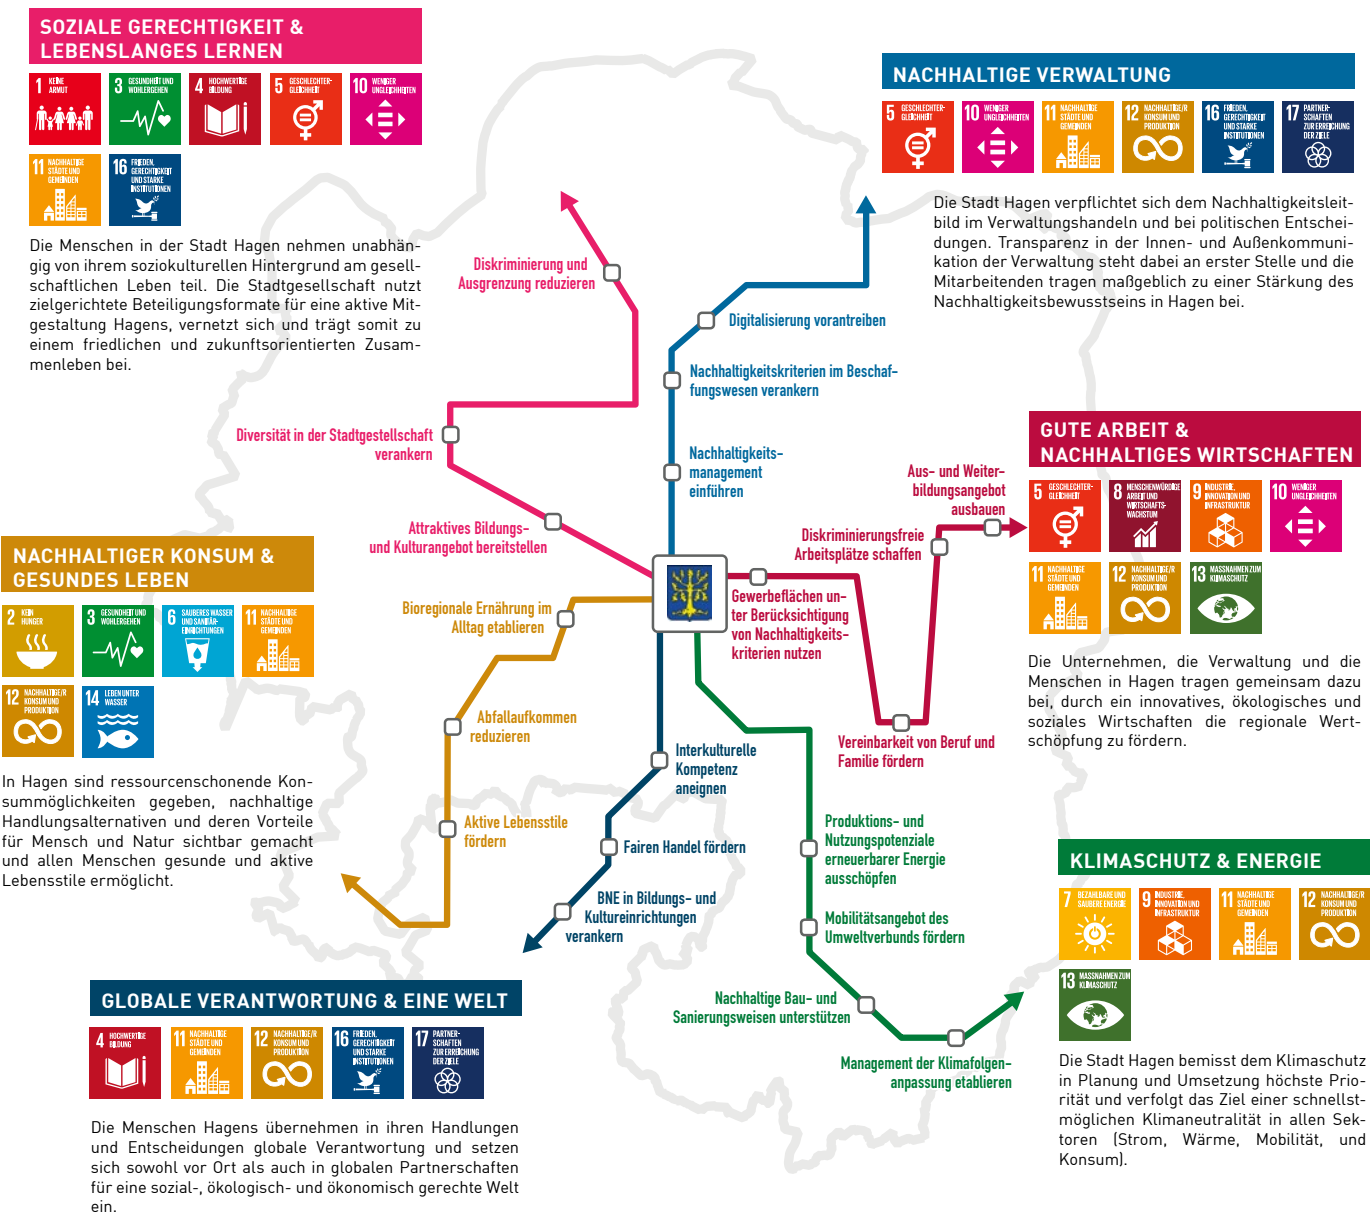 SOZIALE GERECHTIGKEIT &
LEBENSLANGES LERNEN
1 KEINE
ARMUT
3 GESUNDHEIT UND
WOHLERGEHEN
4 HOCHWERTIGE
BILDUNG
5 GESCHLECHTER-
GLEICHHEIT
10 WENIGER
UNGLEICHHEITEN
11 NACHHALTIGE
STÄDTE UND
GEMEINDEN
16 FRIEDEN,
GERECHTIGKEIT
UND STARKE
INSTITUTIONEN
Die Menschen in der Stadt Hagen nehmen unabhän-
gig von ihrem soziokulturellen Hintergrund am gesell-
schaftlichen Leben teil. Die Stadtgesellschaft nutzt
zielgerichtete Beteiligungsformate für eine aktive Mit-
gestaltung Hagens, vernetzt sich und trägt somit zu
einem friedlichen und zukunftsorientierten Zusam-
menleben bei.
NACHHALTIGE VERWALTUNG
5 GESCHLECHTER-
GLEICHHEIT
10 WENIGER
UNGLEICHHEITEN
11 NACHHALTIGE
STÄDTE UND
GEMEINDEN
12 NACHHALTIGE/R
KONSUM UND
PRODUKTION
16 FRIEDEN,
GERECHTIGKEIT
UND STARKE
INSTITUTIONEN
17 PARTNER-
SCHAFTEN
ZUR ERREICHUNG
DER ZIELE
Die Stadt Hagen verpflichtet sich dem Nachhaltigkeitsleit-
bild im Verwaltungshandeln und bei politischen Entschei-
dungen. Transparenz in der Innen- und Außenkommuni-
kation der Verwaltung steht dabei an erster Stelle und die
Mitarbeitenden tragen maßgeblich zu einer Stärkung des
Nachhaltigkeitsbewusstseins in Hagen bei.
Diskriminierung und
Ausgrenzung reduzieren
Diversität in der Stadtgestellschaft
verankern
Attraktives Bildungs-
und Kulturangebot bereitstellen
Digitalisierung vorantreiben
Nachhaltigkeitskriterien im Beschaf-
fungswesen verankern
Nachhaltigkeits-
management
einführen
Aus- und Weiter-
bildungsangebot
ausbauen
Diskriminierungsfreie
Arbeitsplätze schaffen
Gewerbeflächen un-
ter Berücksichtigung
von Nachhaltigkeits-
kriterien nutzen
Vereinbarkeit von Beruf und
Familie fördern
GUTE ARBEIT &
NACHHALTIGES WIRTSCHAFTEN
5 GESCHLECHTER-
GLEICHHEIT
8 MENSCHENWÜRDIGE
ARBEIT UND
WIRTSCHAFTS-
WACHSTUM
9 INDUSTRIE,
INNOVATION UND
INFRASTRUKTUR
10 WENIGER
UNGLEICHHEITEN
11 NACHHALTIGE
STÄDTE UND
GEMEINDEN
12 NACHHALTIGE/R
KONSUM UND
PRODUKTION
13 MASSNAHMEN ZUM
KLIMASCHUTZ
Die Unternehmen, die Verwaltung und die
Menschen in Hagen tragen gemeinsam dazu
bei, durch ein innovatives, ökologisches und
soziales Wirtschaften die regionale Wert-
schöpfung zu fördern.
NACHHALTIGER KONSUM &
GESUNDES LEBEN
2 KEIN
HUNGER
3 GESUNDHEIT UND
WOHLERGEHEN
6 SAUBERES WASSER
UND SANITÄR-
EINRICHTUNGEN
11 NACHHALTIGE
STÄDTE UND
GEMEINDEN
12 NACHHALTIGE/R
KONSUM UND
PRODUKTION
14 LEBEN UNTER
WASSER
In Hagen sind ressourcenschonende Kon-
summöglichkeiten gegeben, nachhaltige
Handlungsalternativen und deren Vorteile
für Mensch und Natur sichtbar gemacht
und allen Menschen gesunde und aktive
Lebensstile ermöglicht.
Bioregionale Ernährung im
Alltag etablieren
Abfallaufkommen
reduzieren
Aktive Lebensstile
fördern
Interkulturelle
Kompetenz
aneignen
Fairen Handel fördern
BNE in Bildungs- und
Kultureinrichtungen
verankern
Produktions- und
Nutzungspotenziale
erneuerbarer Energie
ausschöpfen
Mobilitätsangebot des
Umweltverbunds fördern
Nachhaltige Bau- und
Sanierungsweisen unterstützen
Management der Klimafolgen-
anpassung etablieren
KLIMASCHUTZ & ENERGIE
7 BEZAHLBARE UND
SAUBERE ENERGIE
9 INDUSTRIE,
INNOVATION UND
INFRASTRUKTUR
11 NACHHALTIGE
STÄDTE UND
GEMEINDEN
12 NACHHALTIGE/R
KONSUM UND
PRODUKTION
13 MASSNAHMEN ZUM
KLIMASCHUTZ
Die Stadt Hagen bemisst dem Klimaschutz
in Planung und Umsetzung höchste Prio-
rität und verfolgt das Ziel einer schnellst-
möglichen Klimaneutralität in allen Sek-
toren (Strom, Wärme, Mobilität, und
Konsum).
GLOBALE VERANTWORTUNG & EINE WELT
4 HOCHWERTIGE
BILDUNG
11 NACHHALTIGE
STÄDTE UND
GEMEINDEN
12 NACHHALTIGE/R
KONSUM UND
PRODUKTION
16 FRIEDEN,
GERECHTIGKEIT
UND STARKE
INSTITUTIONEN
17 PARTNER-
SCHAFTEN
ZUR ERREICHUNG
DER ZIELE
Die Menschen Hagens übernehmen in ihren Handlungen
und Entscheidungen globale Verantwortung und setzen
sich sowohl vor Ort als auch in globalen Partnerschaften
für eine sozial-, ökologisch- und ökonomisch gerechte Welt
ein.